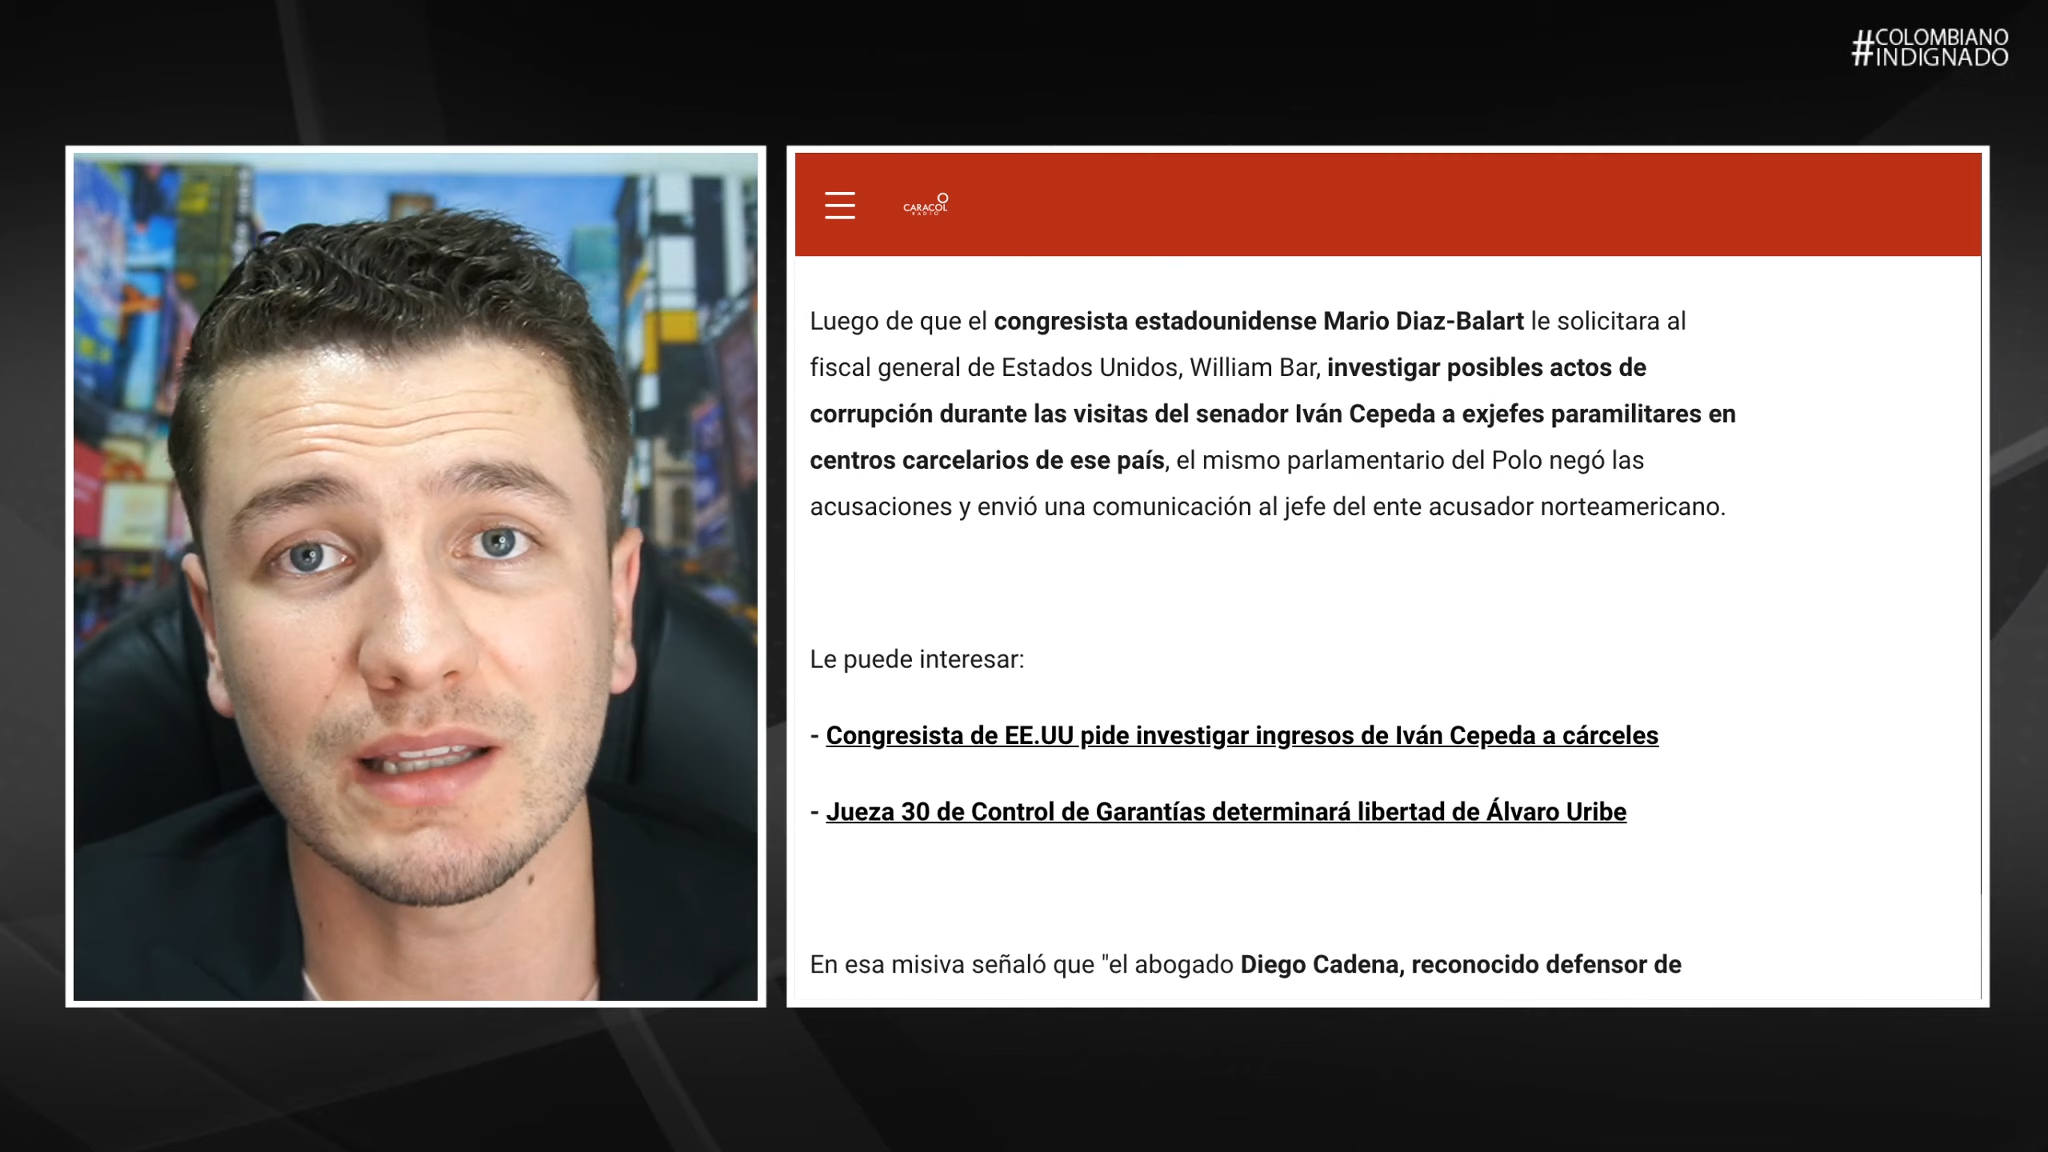 #COLOMBIANO
INDIGNADO
CARACOL
RADIO
Luego de que el congresista estadounidense Mario Diaz-Balart le solicitara al
fiscal general de Estados Unidos, William Bar, investigar posibles actos de
corrupción durante las visitas del senador Iván Cepeda a exjefes paramilitares en
centros carcelarios de ese país, el mismo parlamentario del Polo negó las
acusaciones y envió una comunicación al jefe del ente acusador norteamericano.
Le puede interesar:
- Congresista de EE.UU pide investigar ingresos de Iván Cepeda a cárceles
- Jueza 30 de Control de Garantías determinará libertad de Álvaro Uribe
En esa misiva señaló que "el abogado Diego Cadena, reconocido defensor de